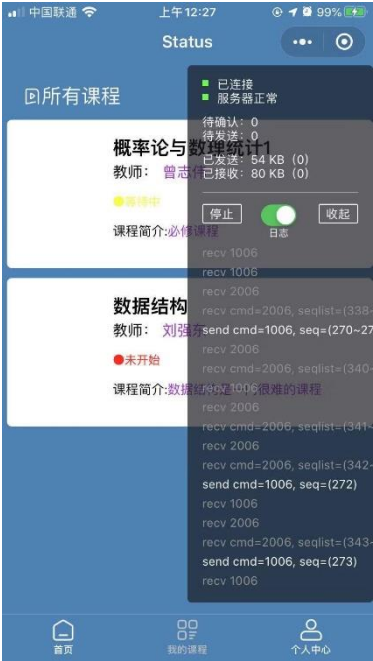 中国联通 上午12:27 99%
Status
所有课程
已连接
服务器正常
待确认: 0
待发送: 0
已发送: 54 KB (0)
已接收: 80 KB (0)
停止 日志 收起
概率论与数理统计1
教师: 曾志伟
等待中
课程简介:必修课程
recv 1006
recv 1006
recv 2006
recv cmd=2006, seqlist=(338-
send cmd=1006, seq=(270~27
recv 2006
recv cmd=2006, seqlist=(340-
recv 1006
recv 2006
recv cmd=2006, seqlist=(341-
recv 2006
recv cmd=2006, seqlist=(342-
send cmd=1006, seq=(272)
recv 1006
recv 2006
recv cmd=2006, seqlist=(343-
send cmd=1006, seq=(273)
recv 1006
数据结构
教师: 刘强东
未开始
课程简介:数据结构是一门很难的课程
首页 我的课程 个人中心